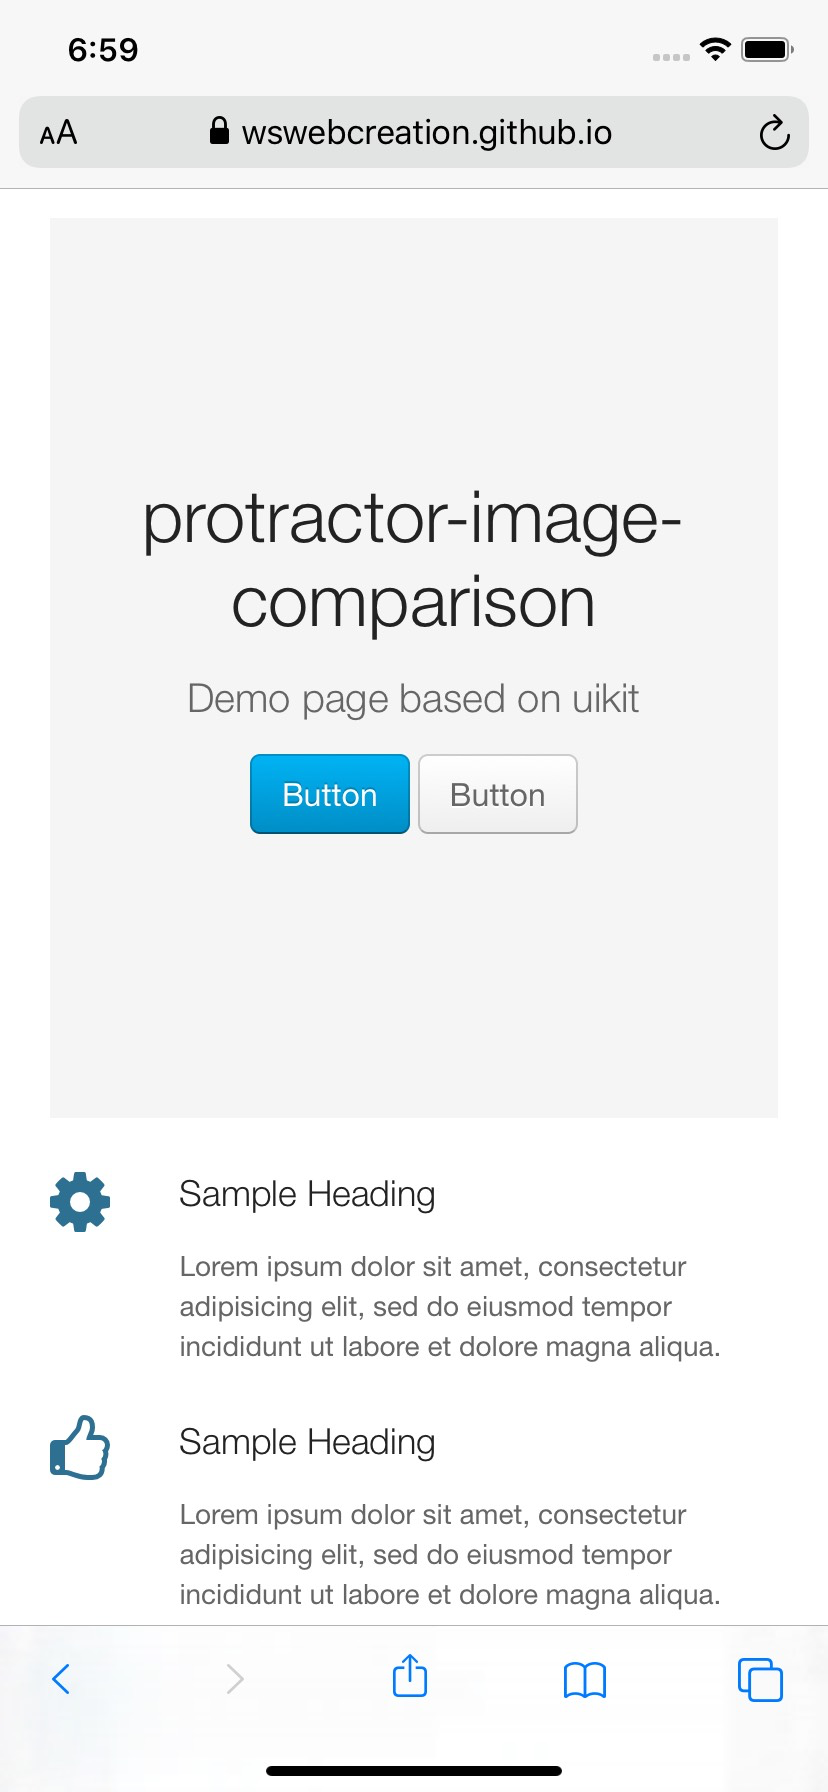 6:59
AA wswebcreation.github.io
protractor-image-
comparison
Demo page based on uikit
Button Button
Sample Heading
Lorem ipsum dolor sit amet, consectetur
adipisicing elit, sed do eiusmod tempor
incididunt ut labore et dolore magna aliqua.
Sample Heading
Lorem ipsum dolor sit amet, consectetur
adipisicing elit, sed do eiusmod tempor
incididunt ut labore et dolore magna aliqua.